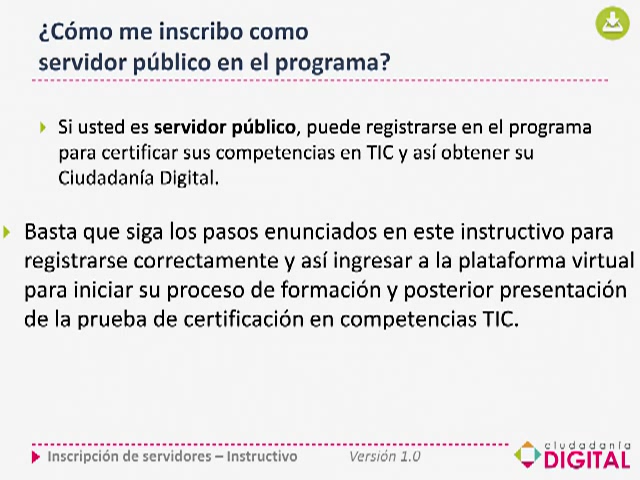 ¿Cómo me inscribo como
servidor público en el programa?
Si usted es servidor público, puede registrarse en el programa
para certificar sus competencias en TIC y así obtener su
Ciudadanía Digital.
Basta que siga los pasos enunciados en este instructivo para
registrarse correctamente y así ingresar a la plataforma virtual
para iniciar su proceso de formación y posterior presentación
de la prueba de certificación en competencias TIC.
Inscripción de servidores – Instructivo Versión 1.0
ciudadanía
DIGITAL